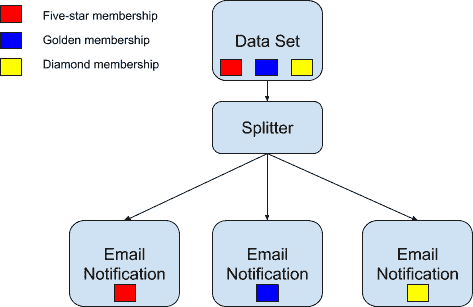 Five-star membership
Golden membership
Diamond membership
Data Set
Splitter
Email
Notification
Email
Notification
Email
Notification